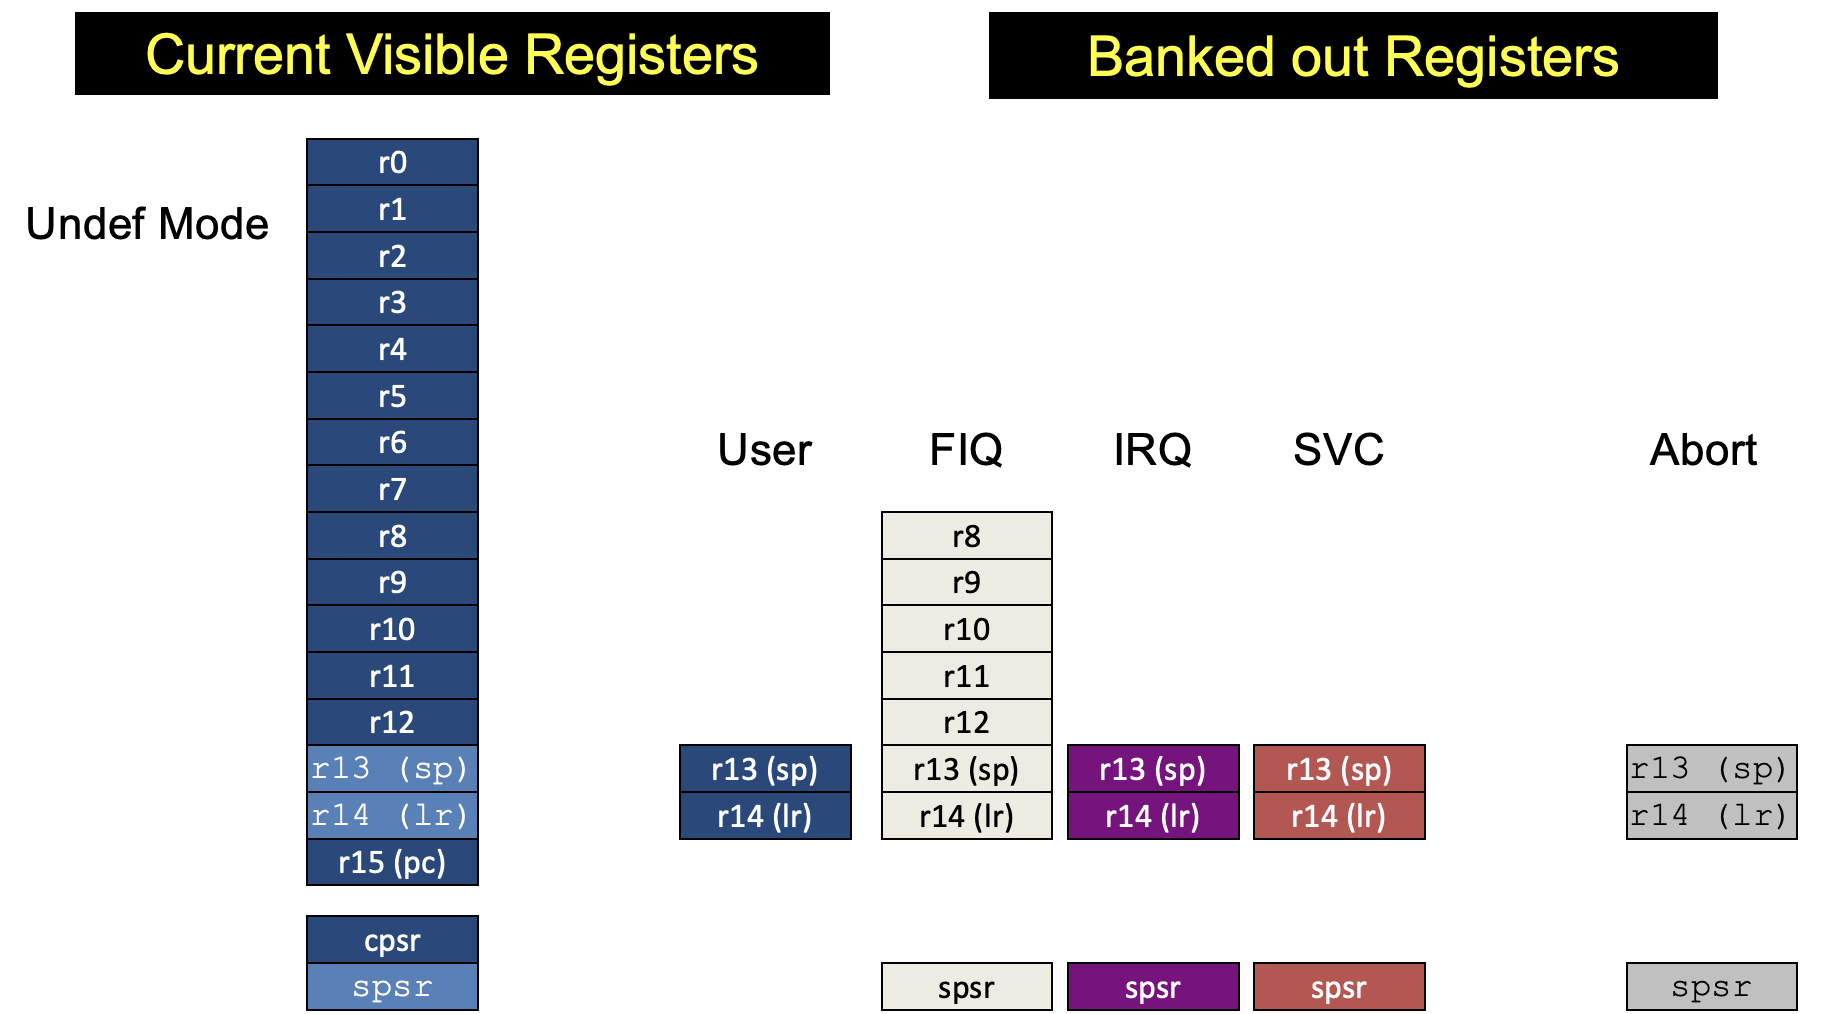 Current Visible Registers
Banked out Registers
Undef Mode
r0
r1
r2
r3
r4
r5
r6
r7
r8
r9
r10
r11
r12
r13 (sp)
r14 (lr)
r15 (pc)
cpsr
spsr
User
r13 (sp)
r14 (lr)
FIQ
r8
r9
r10
r11
r12
r13 (sp)
r14 (lr)
spsr
IRQ
r13 (sp)
r14 (lr)
spsr
SVC
r13 (sp)
r14 (lr)
spsr
Abort
r13 (sp)
r14 (lr)
spsr